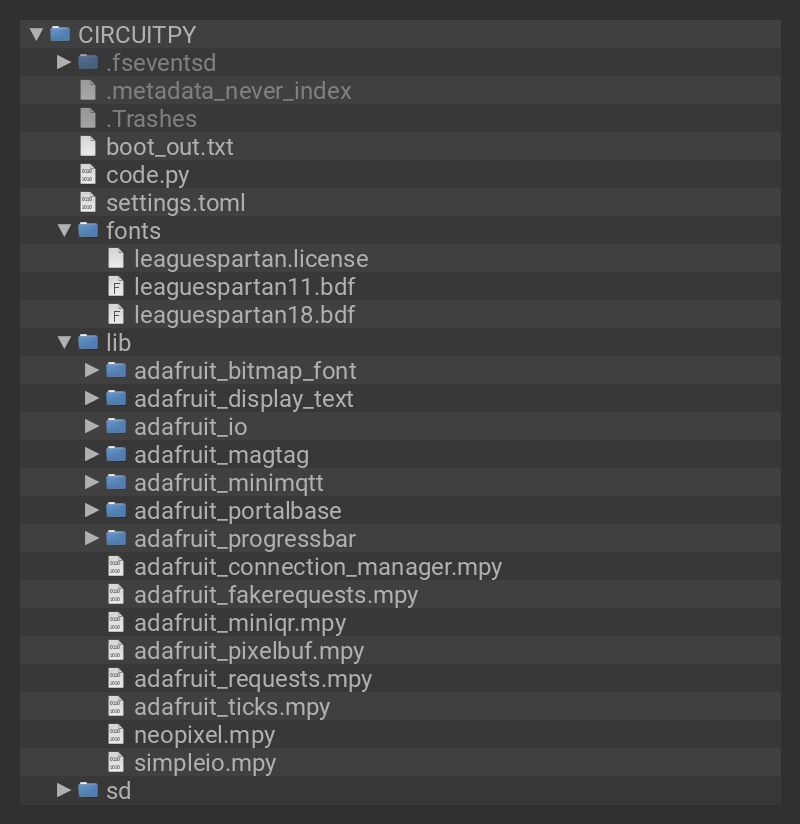 CIRCUITPY
.fseventsd
.metadata_never_index
.Trashes
boot_out.txt
code.py
settings.toml
fonts
leaguespartan.license
leaguespartan11.bdf
leaguespartan18.bdf
lib
adafruit_bitmap_font
adafruit_display_text
adafruit_io
adafruit_magtag
adafruit_minimqtt
adafruit_portalbase
adafruit_progressbar
adafruit_connection_manager.mpy
adafruit_fakerequests.mpy
adafruit_miniqr.mpy
adafruit_pixelbuf.mpy
adafruit_requests.mpy
adafruit_ticks.mpy
neopixel.mpy
simpleio.mpy
sd